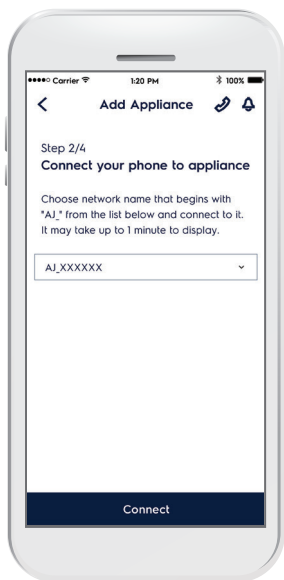 Carrier 1:20 PM 100%
Add Appliance
Step 2/4
Connect your phone to appliance
Choose network name that begins with
"AJ_" from the list below and connect to it.
It may take up to 1 minute to display.
AJ_XXXXXX
Connect